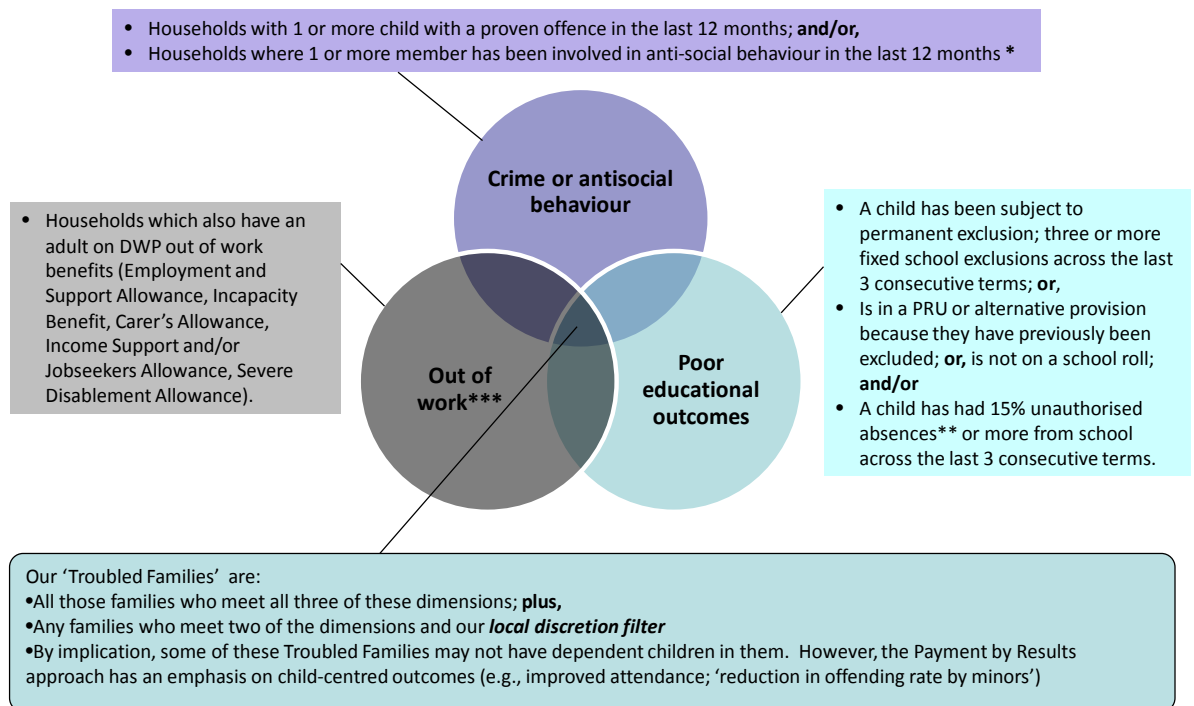 • Households with 1 or more child with a proven offence in the last 12 months; and/or,
• Households where 1 or more member has been involved in anti-social behaviour in the last 12 months *
Crime or antisocial
behaviour
• Households which also have an
adult on DWP out of work
benefits (Employment and
Support Allowance, Incapacity
Benefit, Carer's Allowance,
Income Support and/or
Jobseekers Allowance, Severe
Disablement Allowance).
Out of
work***
Poor
educational
outcomes
• A child has been subject to
permanent exclusion; three or more
fixed school exclusions across the last
3 consecutive terms; or,
• Is in a PRU or alternative provision
because they have previously been
excluded; or, is not on a school roll;
and/or
• A child has had 15% unauthorised
absences** or more from school
across the last 3 consecutive terms.
Our 'Troubled Families' are:
•All those families who meet all three of these dimensions; plus,
•Any families who meet two of the dimensions and our local discretion filter
•By implication, some of these Troubled Families may not have dependent children in them. However, the Payment by Results
approach has an emphasis on child-centred outcomes (e.g., improved attendance; 'reduction in offending rate by minors')